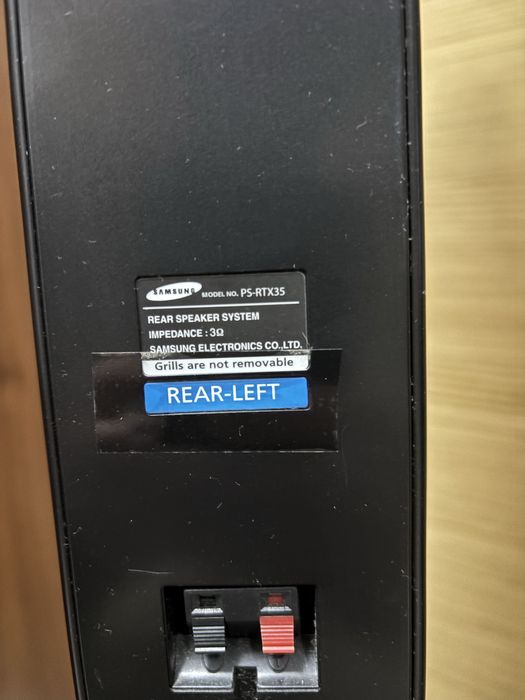 SAMSUNG MODEL NO. PS-RTX35
REAR SPEAKER SYSTEM
IMPEDANCE : 3Ω
SAMSUNG ELECTRONICS CO.,LTD.
Grills are not removable
REAR-LEFT